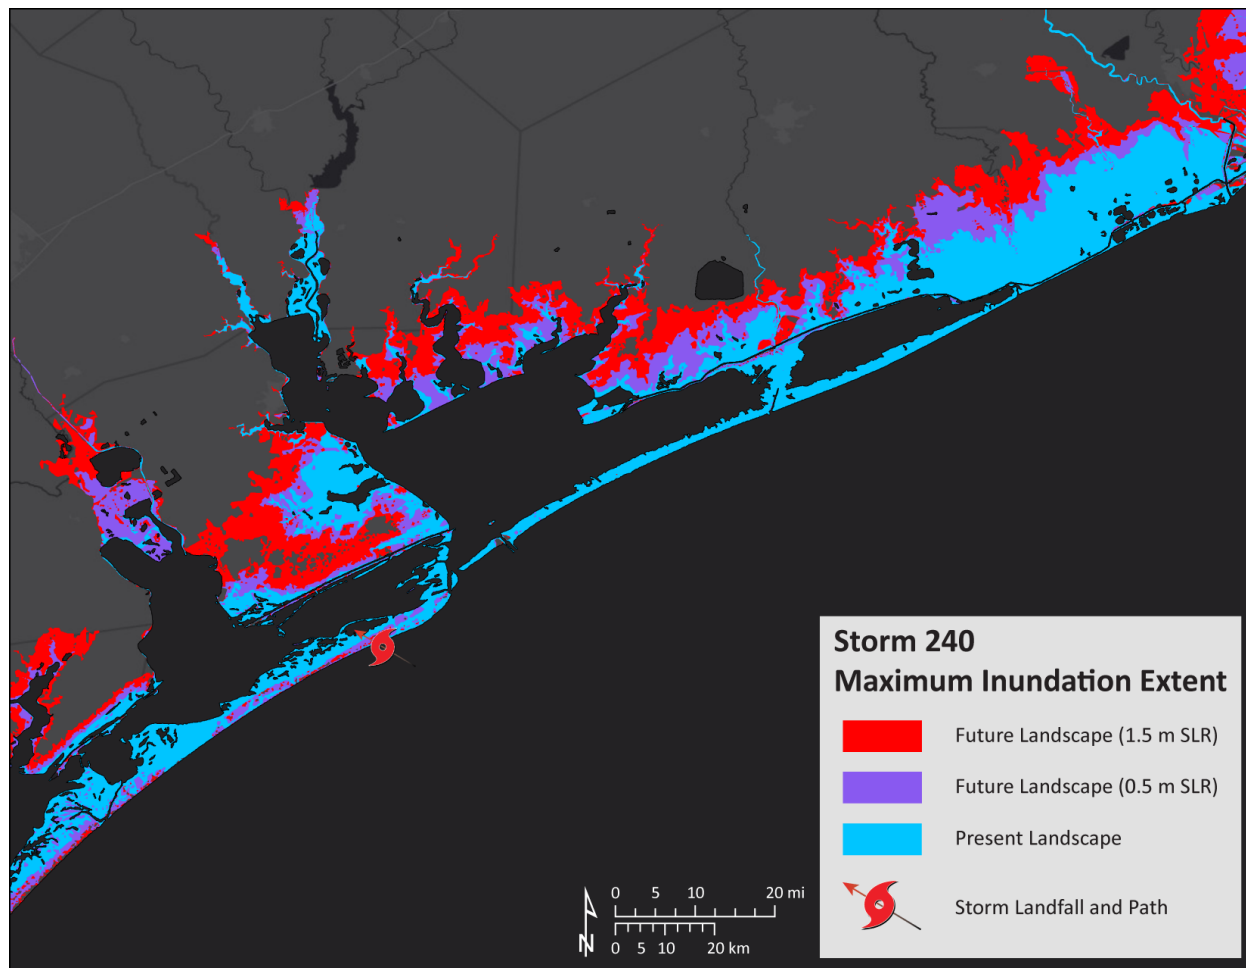 Storm 240
Maximum Inundation Extent
Future Landscape (1.5 m SLR)
Future Landscape (0.5 m SLR)
Present Landscape
Storm Landfall and Path
0 5 10 20 mi
0 5 10 20 km
N